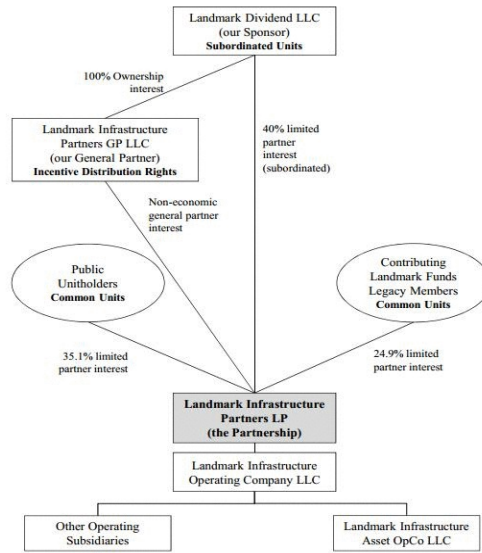 Landmark Dividend LLC
(our Sponsor)
Subordinated Units
100% Ownership
interest
Landmark Infrastructure
Partners GP LLC
(our General Partner)
Incentive Distribution Rights
40% limited
partner
interest
(subordinated)
Non-economic
general partner
interest
Public
Unitholders
Common Units
Contributing
Landmark Funds
Legacy Members
Common Units
35.1% limited
partner interest
24.9% limited
partner interest
Landmark Infrastructure
Partners LP
(the Partnership)
Landmark Infrastructure
Operating Company LLC
Other Operating
Subsidiaries
Landmark Infrastructure
Asset OpCo LLC